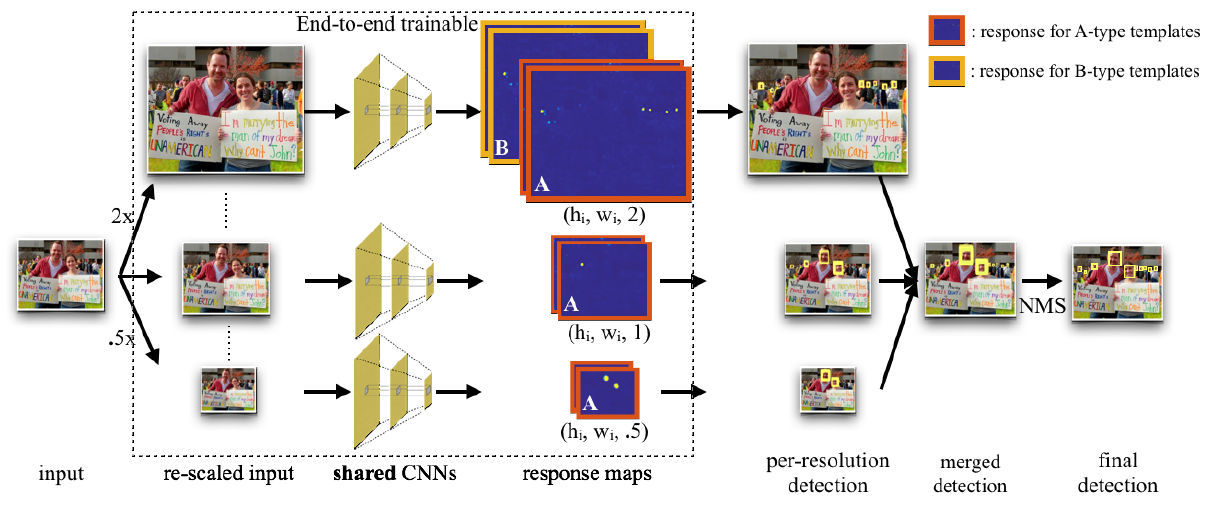 End-to-end trainable
: response for A-type templates
: response for B-type templates
Voting Away
PEOPLE'S RIGHTS
is
UNAMERICAN!
I'm marrying the
man of my dreams
why can't John?
B
A
(hᵢ, wᵢ, 2)
2x
A
(hᵢ, wᵢ, 1)
NMS
.5x
A
(hᵢ, wᵢ, .5)
input
re-scaled input
shared CNNs
response maps
per-resolution
detection
merged
detection
final
detection